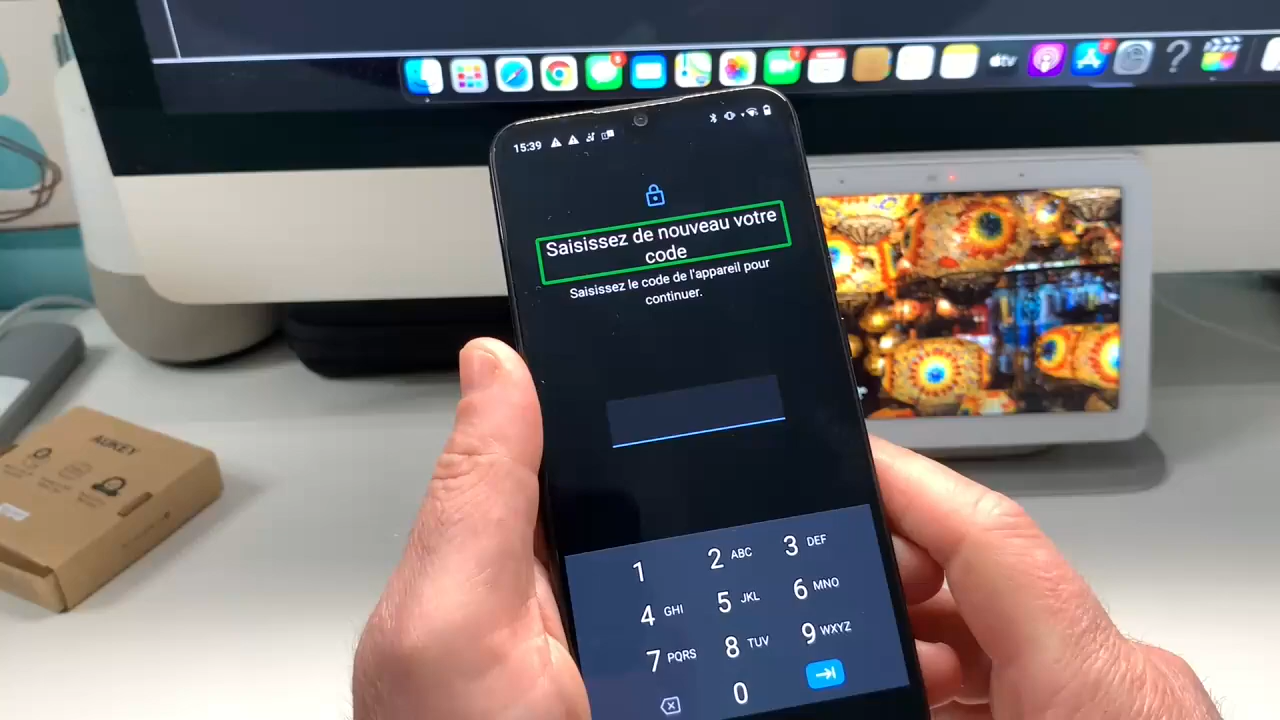 tv
15:39
Saisissez de nouveau votre
code
Saisissez le code de l'appareil pour
continuer.
AUKEY
1
2 ABC
3 DEF
4 GHI
5 JKL
6 MNO
7 PQRS
8 TUV
9 WXYZ
0